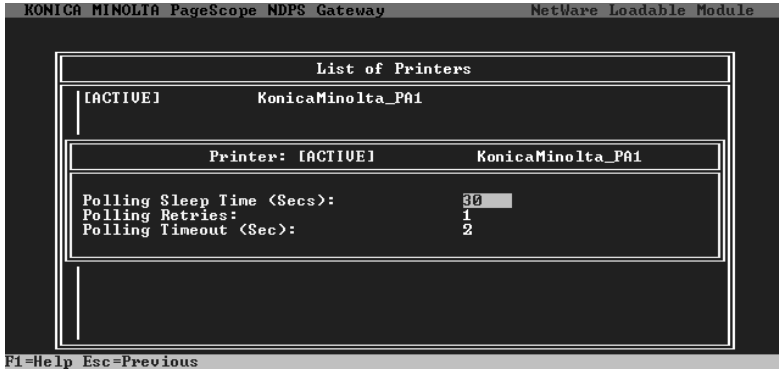 KONICA MINOLTA PageScope NDPS Gateway NetWare Loadable Module
List of Printers
[ACTIVE] KonicaMinolta_PA1
Printer: [ACTIVE] KonicaMinolta_PA1
Polling Sleep Time (Secs): 30
Polling Retries: 1
Polling Timeout (Sec): 2
F1=Help Esc=Previous